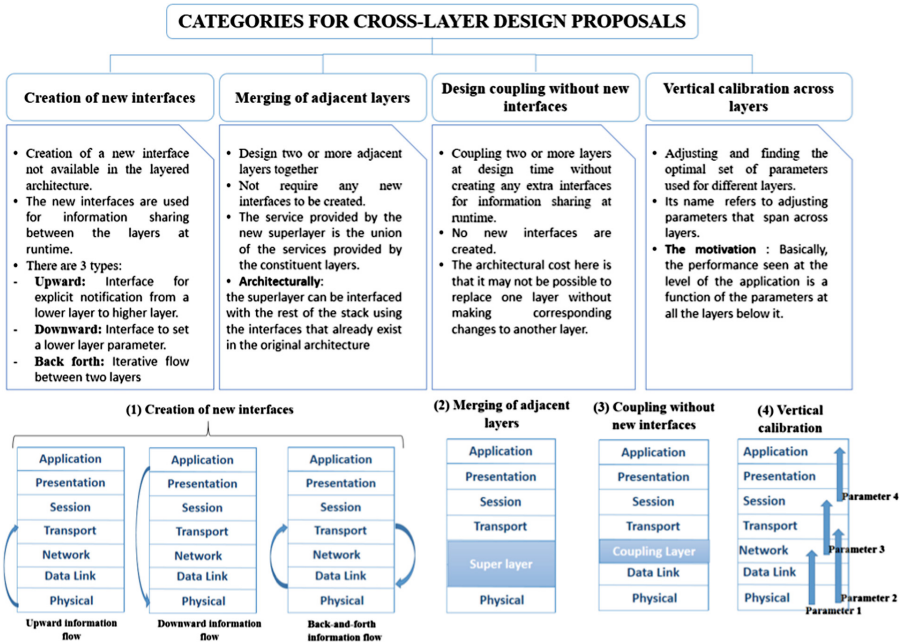 CATEGORIES FOR CROSS-LAYER DESIGN PROPOSALS
Creation of new interfaces
Merging of adjacent layers
Design coupling without new
interfaces
Vertical calibration across
layers
• Creation of a new interface
not available in the layered
architecture.
• The new interfaces are used
for information sharing
between the layers at
runtime.
• There are 3 types:
- Upward: Interface for
explicit notification from a
lower layer to higher layer.
- Downward: Interface to set
a lower layer parameter.
- Back forth: Iterative flow
between two layers
• Design two or more adjacent
layers together
• Not require any new
interfaces to be created.
• The service provided by the
new superlayer is the union
of the services provided by
the constituent layers.
• Architecturally:
the superlayer can be interfaced
with the rest of the stack using
the interfaces that already exist
in the original architecture
• Coupling two or more layers
at design time without
creating any extra interfaces
for information sharing at
runtime.
• No new interfaces are
created.
• The architectural cost here is
that it may not be possible to
replace one layer without
making corresponding
changes to another layer.
• Adjusting and finding the
optimal set of parameters
used for different layers.
• Its name refers to adjusting
parameters that span across
layers.
• The motivation : Basically,
the performance seen at the
level of the application is a
function of the parameters at
all the layers below it.
(1) Creation of new interfaces
Application
Presentation
Session
Transport
Network
Data Link
Physical
Upward information
flow
Application
Presentation
Session
Transport
Network
Data Link
Physical
Downward information
flow
Application
Presentation
Session
Transport
Network
Data Link
Physical
Back-and-forth
information flow
(2) Merging of adjacent
layers
Application
Presentation
Session
Transport
Super layer
Physical
(3) Coupling without
new interfaces
Application
Presentation
Session
Transport
Coupling Layer
Data Link
Physical
(4) Vertical
calibration
Application
Presentation
Session
Transport
Network
Data Link
Physical
Parameter 4
Parameter 3
Parameter 2
Parameter 1